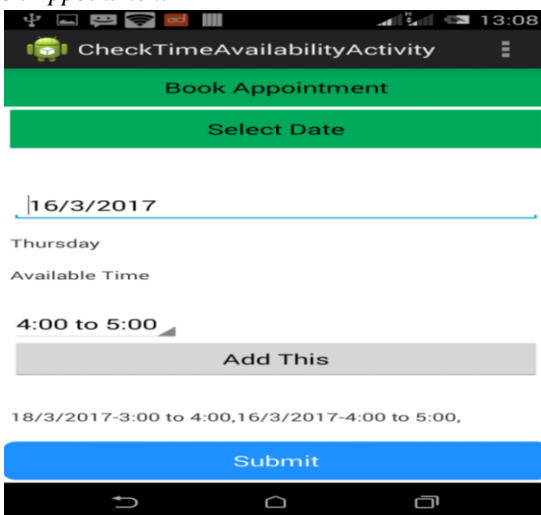 13:08
CheckTimeAvailabilityActivity
Book Appointment
Select Date
16/3/2017
Thursday
Available Time
4:00 to 5:00
Add This
18/3/2017-3:00 to 4:00,16/3/2017-4:00 to 5:00,
Submit